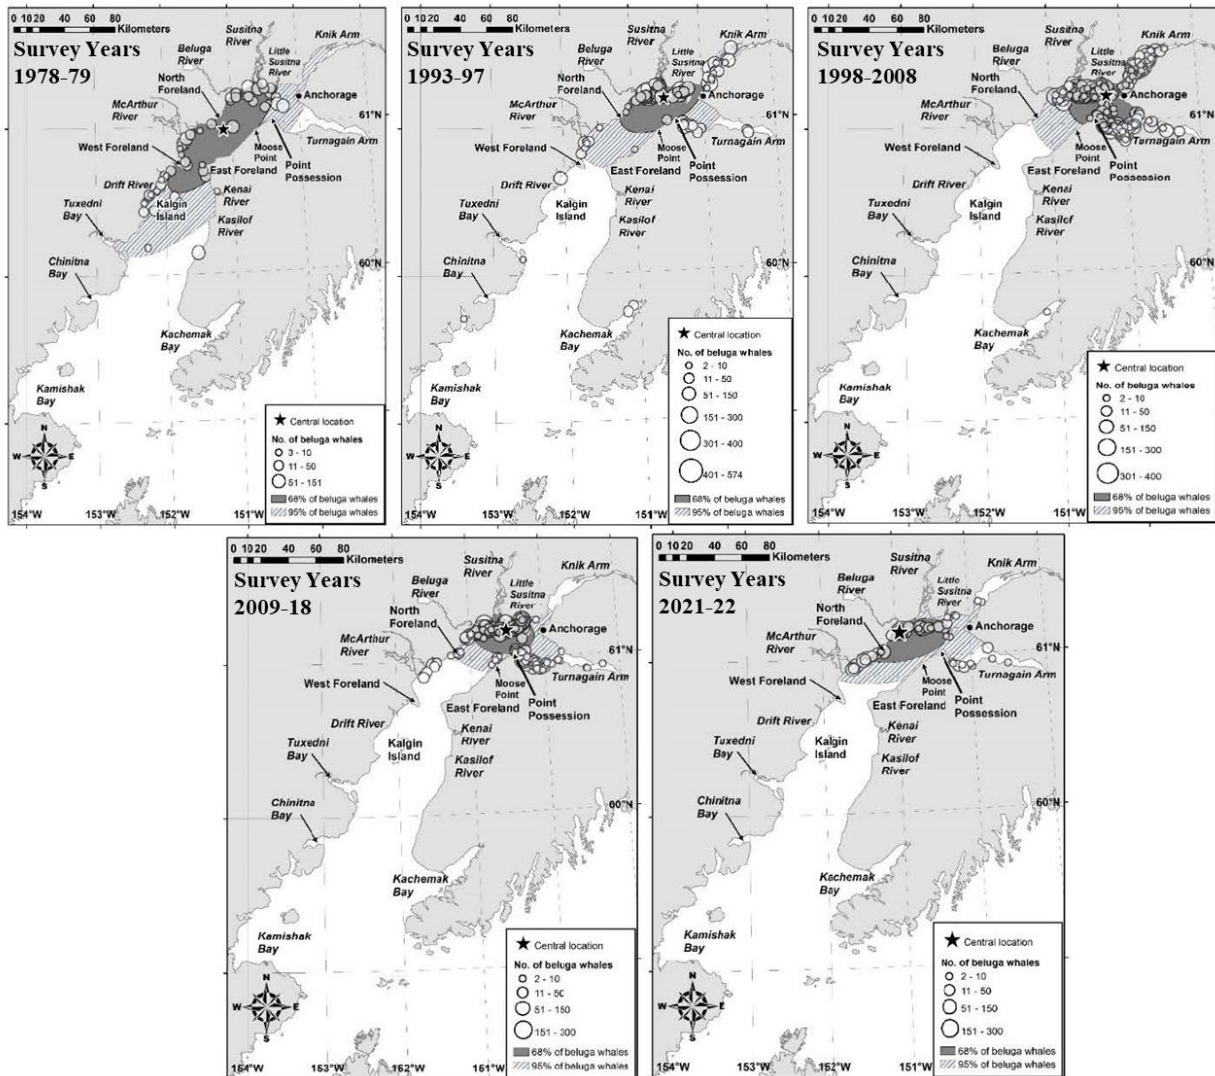 0 10 20 40 60 80
Kilometers
Survey Years
1978-79
Susitna
River
Beluga
River
Little
Susitna
River
Knik Arm
North
Foreland
McArthur
River
Anchorage
61°N
Turnagain Arm
West Foreland
Moose
Point
Point
Possession
East Foreland
Drift River
Kenai
River
Tuxedni
Bay
Kalgin
Island
Kasilof
River
Chinitna
Bay
60°N
Kachemak
Bay
Kamishak
Bay
N
W E
S
Central location
No. of beluga whales
3 - 10
11 - 50
51 - 151
68% of beluga whales
95% of beluga whales
154°W 153°W 152°W 151°W
0 10 20 40 60 80
Kilometers
Survey Years
1993-97
Susitna
River
Knik Arm
Beluga
River
Little
Susitna
River
North
Foreland
McArthur
River
Anchorage
61°N
Turnagain Arm
West Foreland
Moose
Point
East Foreland
Point
Possession
Drift River
Kenai
River
Tuxedni
Bay
Kalgin
Island
Kasilof
River
Chinitna
Bay
60°N
Kachemak
Bay
Kamishak
Bay
N
W E
S
Central location
No. of beluga whales
2 - 10
11 - 50
51 - 150
151 - 300
301 - 400
401 - 574
68% of beluga whales
95% of beluga whales
154°W 153°W 152°W 151°W
0 10 20 40 60 80
Kilometers
Survey Years
1998-2008
Susitna
River
Knik Arm
Beluga
River
Little
Susitna
River
North
Foreland
McArthur
River
Anchorage
61°N
Turnagain Arm
West Foreland
Moose
Point
East Foreland
Point
Possession
Drift River
Kenai
River
Tuxedni
Bay
Kalgin
Island
Kasilof
River
Chinitna
Bay
60°N
Kachemak
Bay
Kamishak
Bay
N
W E
S
Central location
No. of beluga whales
2 - 10
11 - 50
51 - 150
151 - 300
301 - 400
68% of beluga whales
95% of beluga whales
154°W 153°W 152°W 151°W
0 10 20 40 60 80
Kilometers
Survey Years
2009-18
Susitna
River
Knik Arm
Beluga
River
Little
Susitna
River
North
Foreland
McArthur
River
Anchorage
61°N
Turnagain Arm
West Foreland
Moose
Point
East Foreland
Point
Possession
Drift River
Kenai
River
Tuxedni
Bay
Kalgin
Island
Kasilof
River
Chinitna
Bay
60°N
Kachemak
Bay
Kamishak
Bay
N
W E
S
Central location
No. of beluga whales
2 - 10
11 - 50
51 - 150
151 - 300
68% of beluga whales
95% of beluga whales
154°W 153°W 152°W 151°W
0 10 20 40 60 80
Kilometers
Survey Years
2021-22
Susitna
River
Knik Arm
Beluga
River
Little
Susitna
River
North
Foreland
McArthur
River
Anchorage
61°N
Turnagain Arm
West Foreland
Moose
Point
East Foreland
Point
Possession
Drift River
Kenai
River
Tuxedni
Bay
Kalgin
Island
Kasilof
River
Chinitna
Bay
60°N
Kachemak
Bay
Kamishak
Bay
N
W E
S
Central location
No. of beluga whales
2 - 10
11 - 50
51 - 150
151 - 300
68% of beluga whales
95% of beluga whales
154°W 153°W 152°W 151°W